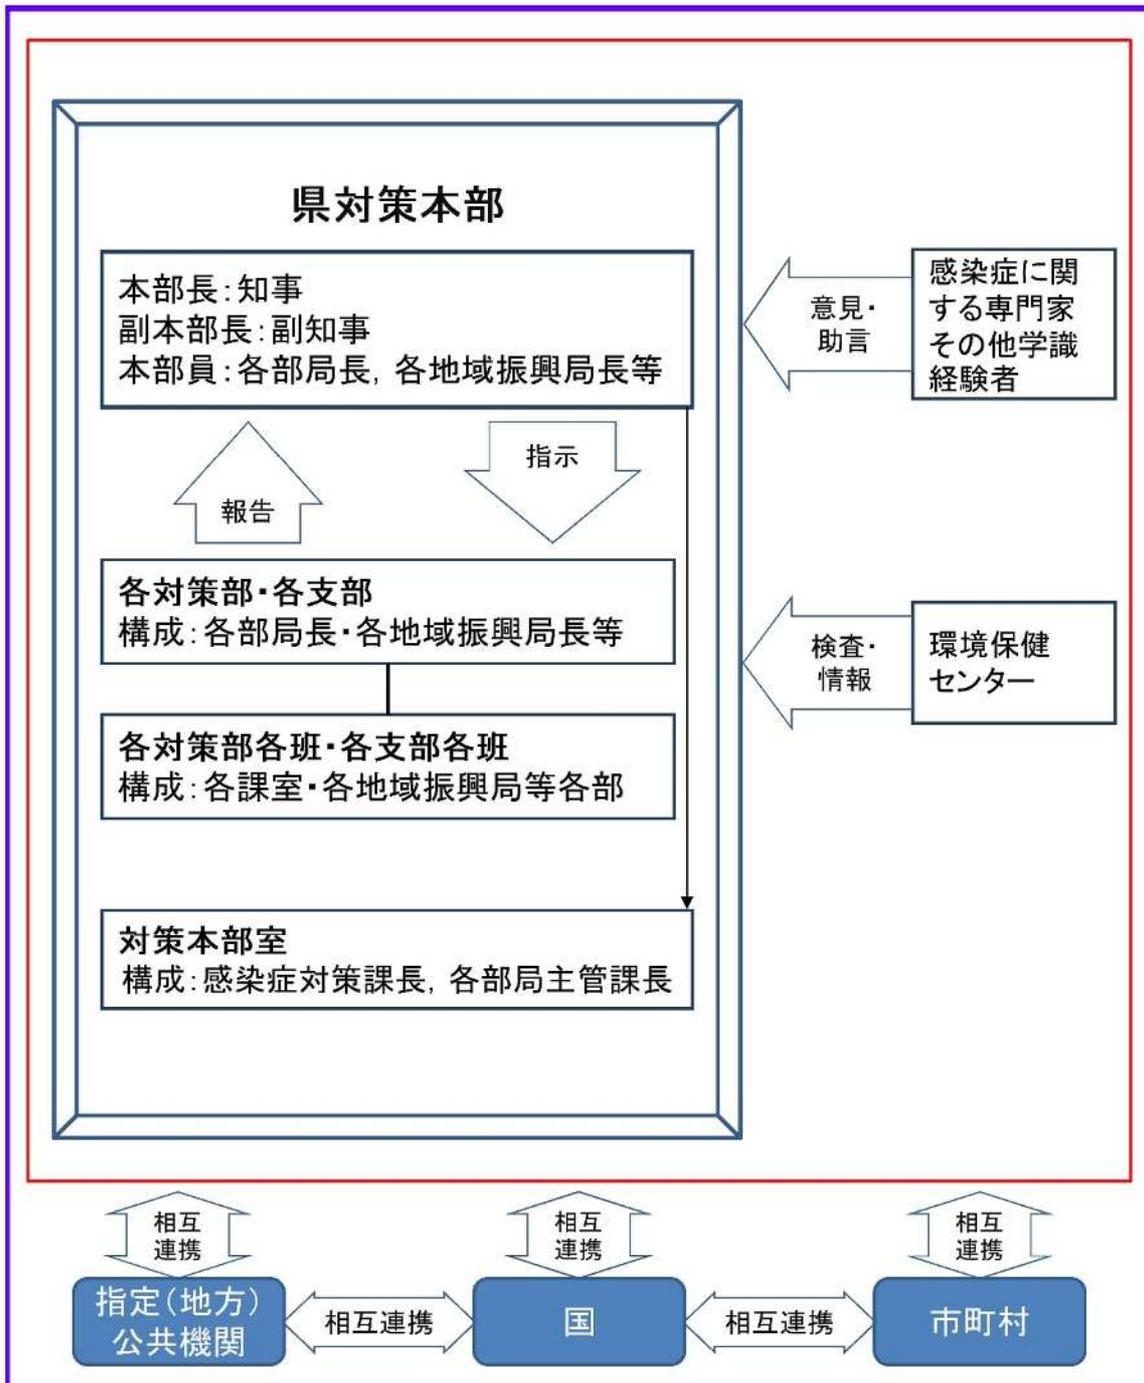 県対策本部
本部長：知事
副本部長：副知事
本部員：各部局長，各地域振興局長等
意見・
助言
感染症に関
する専門家
その他学識
経験者
報告
指示
各対策部・各支部
構成：各部局長・各地域振興局長等
検査・
情報
環境保健
センター
各対策部各班・各支部各班
構成：各課室・各地域振興局等各部
対策本部室
構成：感染症対策課長，各部局主管課長
相互
連携
相互
連携
相互
連携
指定（地方）
公共機関
相互連携
国
相互連携
市町村